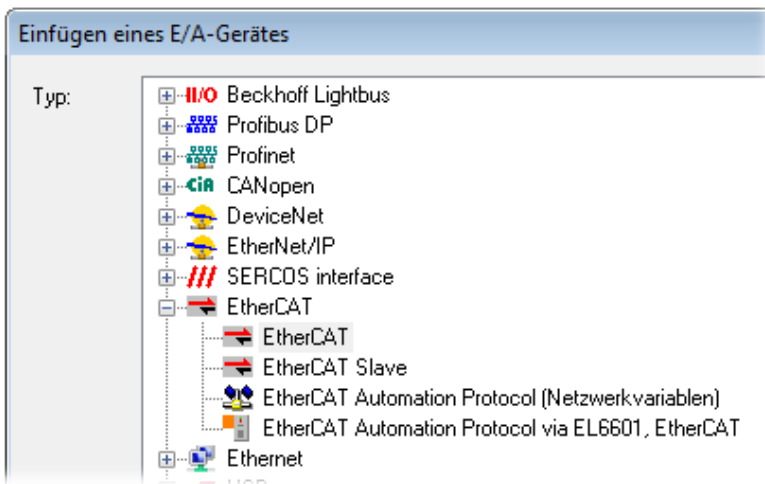 Einfügen eines E/A-Gerätes
Typ:
II/O Beckhoff Lightbus
Profibus DP
Profinet
CiA CANopen
DeviceNet
EtherNet/IP
SERCOS interface
EtherCAT
EtherCAT
EtherCAT Slave
EtherCAT Automation Protocol (Netzwerkvariablen)
EtherCAT Automation Protocol via EL6601, EtherCAT
Ethernet